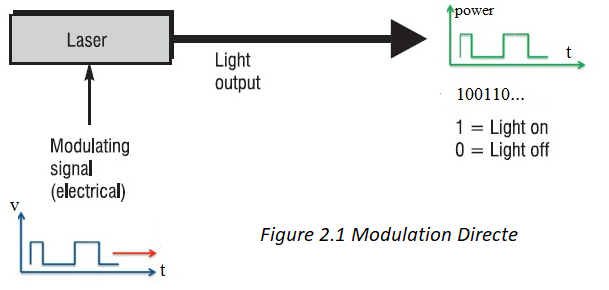 Laser
Light
output
power
t
100110...
1 = Light on
0 = Light off
Modulating
signal
(electrical)
v
t
Figure 2.1 Modulation Directe